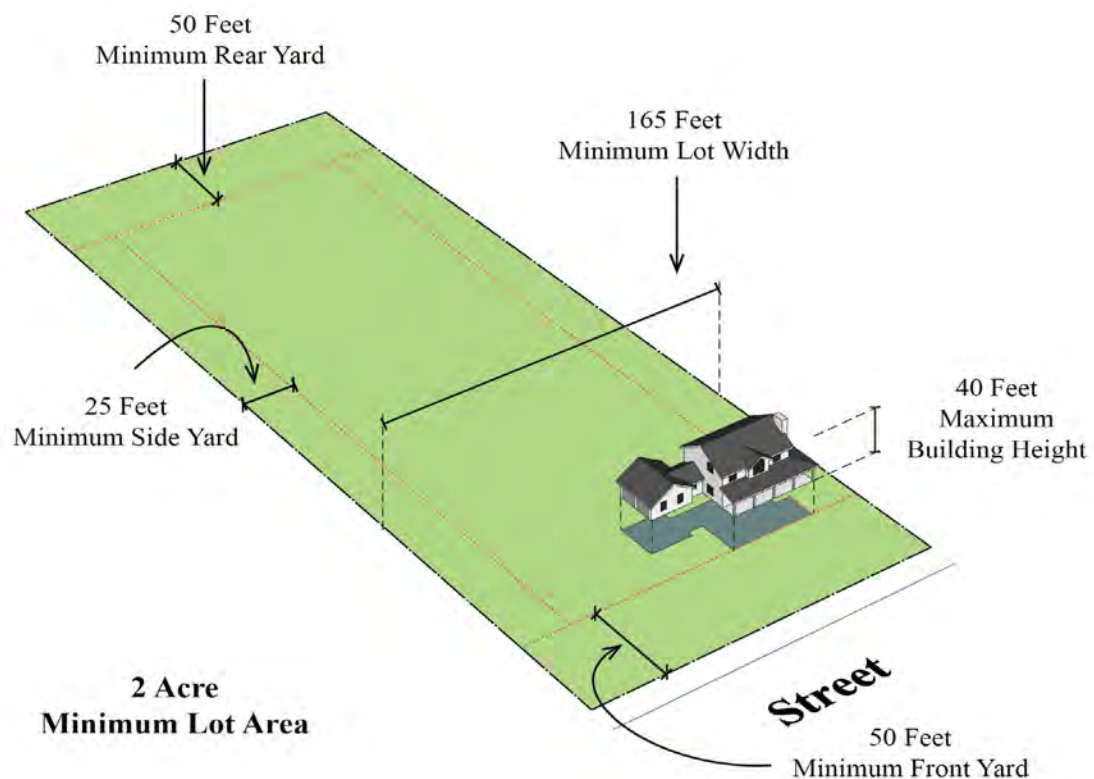 50 Feet
Minimum Rear Yard
165 Feet
Minimum Lot Width
25 Feet
Minimum Side Yard
40 Feet
Maximum
Building Height
2 Acre
Minimum Lot Area
Street
50 Feet
Minimum Front Yard